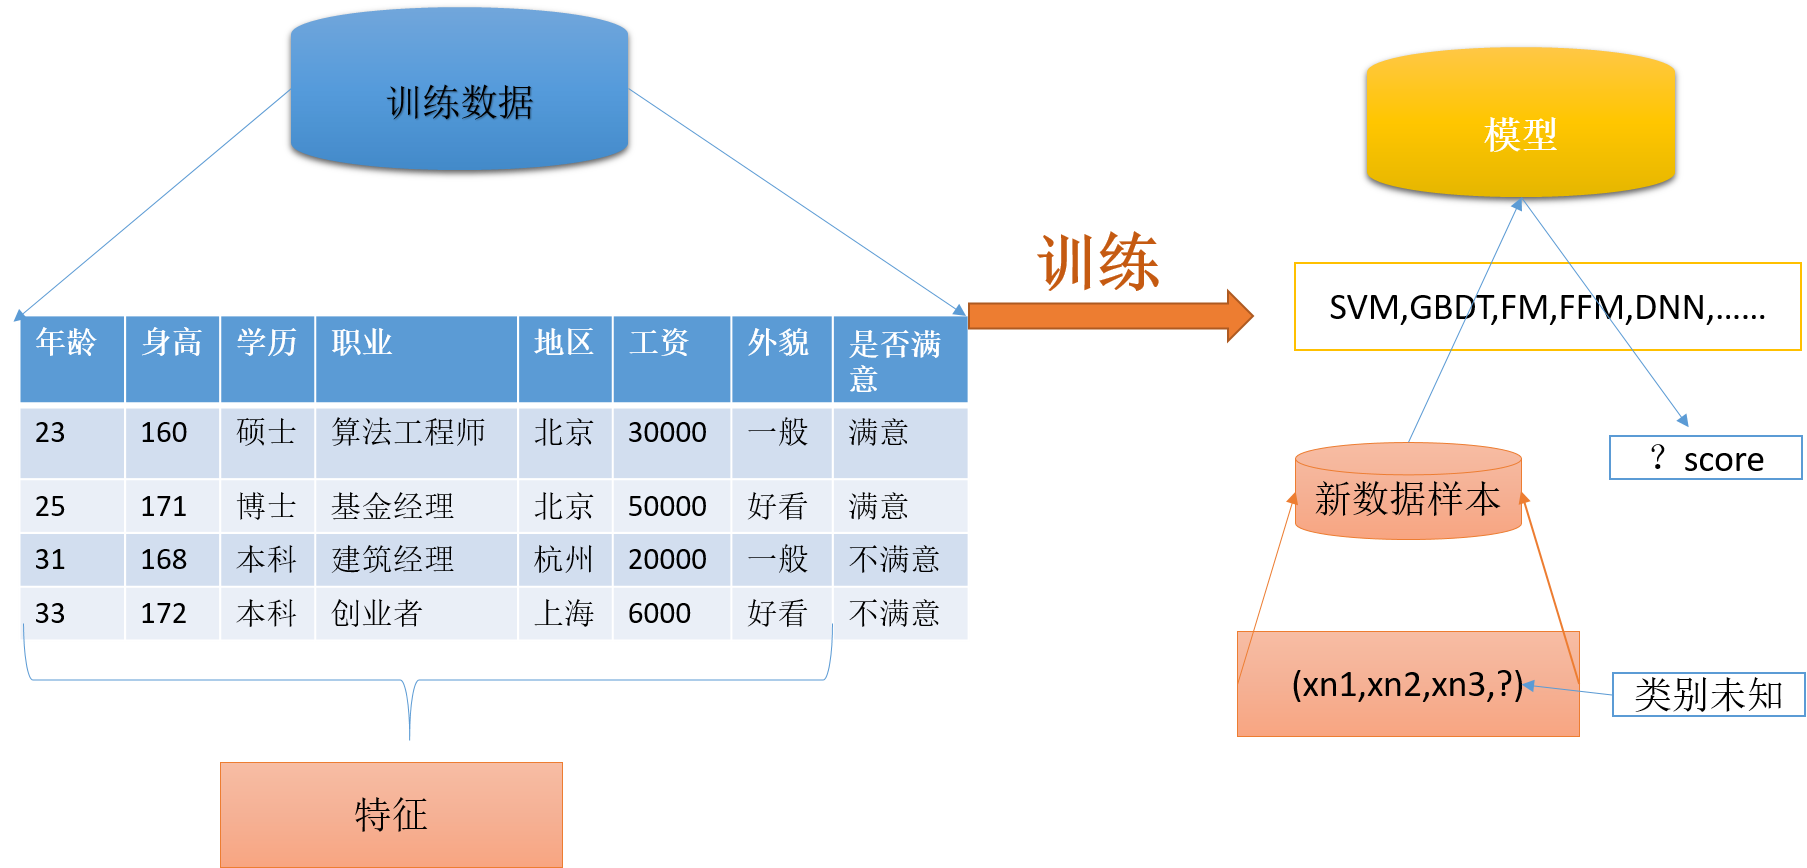 训练数据
模型
训练
SVM,GBDT,FM,FFM,DNN,......
年龄 身高 学历 职业 地区 工资 外貌 是否满
意
23 160 硕士 算法工程师 北京 30000 一般 满意
25 171 博士 基金经理 北京 50000 好看 满意
31 168 本科 建筑经理 杭州 20000 一般 不满意
33 172 本科 创业者 上海 6000 好看 不满意
？score
新数据样本
(xn1,xn2,xn3,?)
类别未知
特征